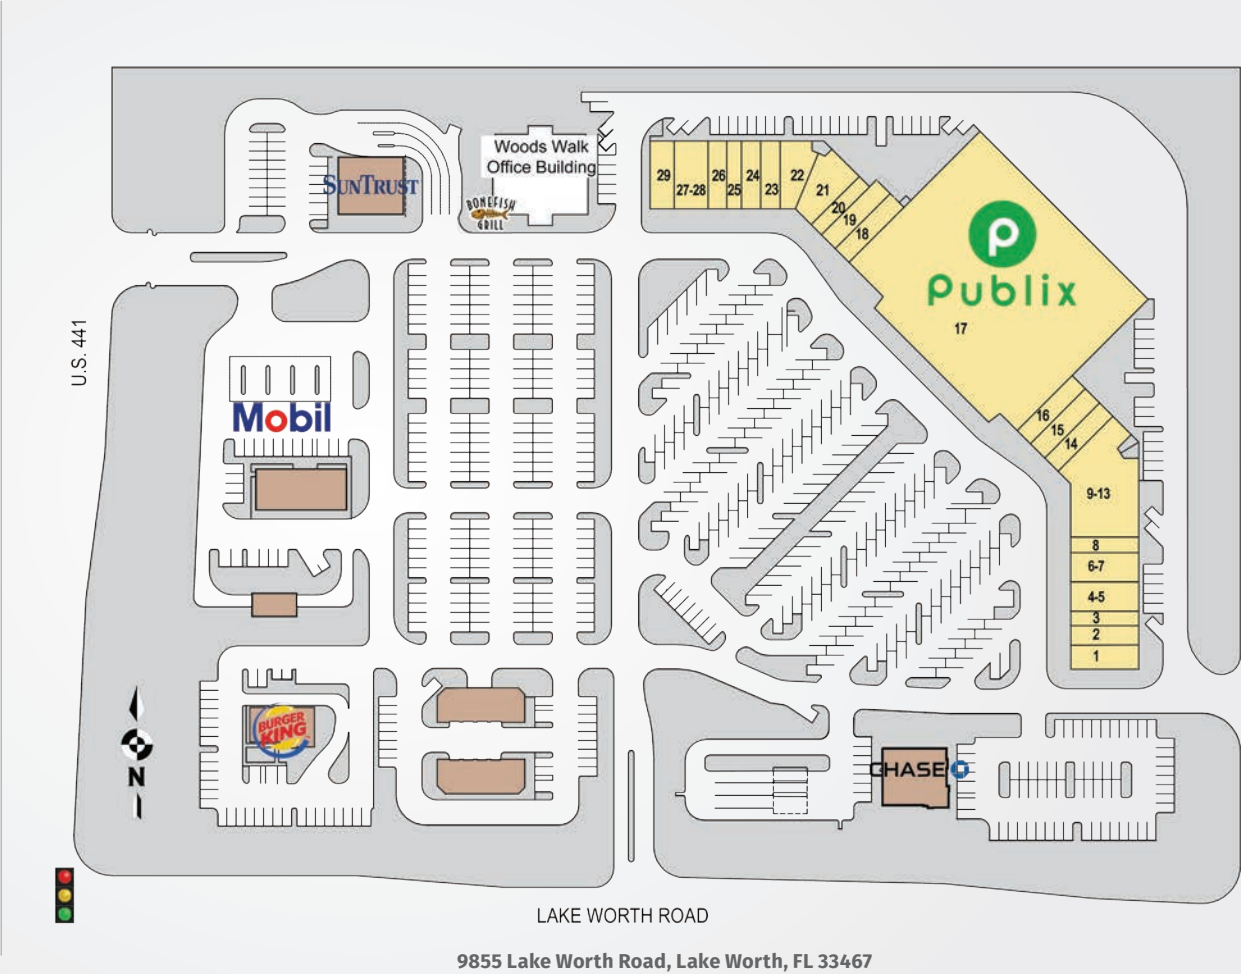 Woods Walk
Office Building
SUNTRUST
BONEFISH
GRILL
29
27-28
26
25
24
23
22
21
20
19
18
Publix
17
U.S. 441
Mobil
16
15
14
9-13
8
6-7
4-5
3
2
1
BURGER
KING
N
CHASE
LAKE WORTH ROAD
9855 Lake Worth Road, Lake Worth, FL 33467